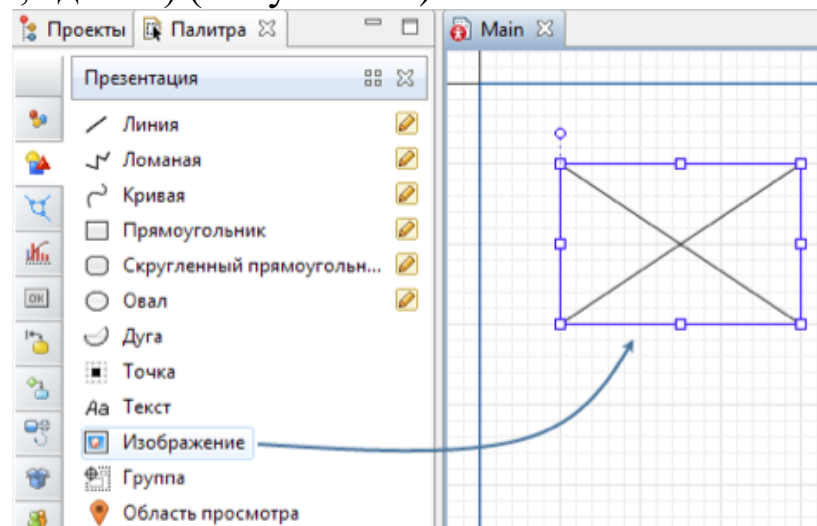 Проекты Палитра Main
Презентация
Линия
Ломаная
Кривая
Прямоугольник
Скругленный прямоугольн...
OK
Овал
Дуга
Точка
Aa Текст
Изображение
Группа
Область просмотра